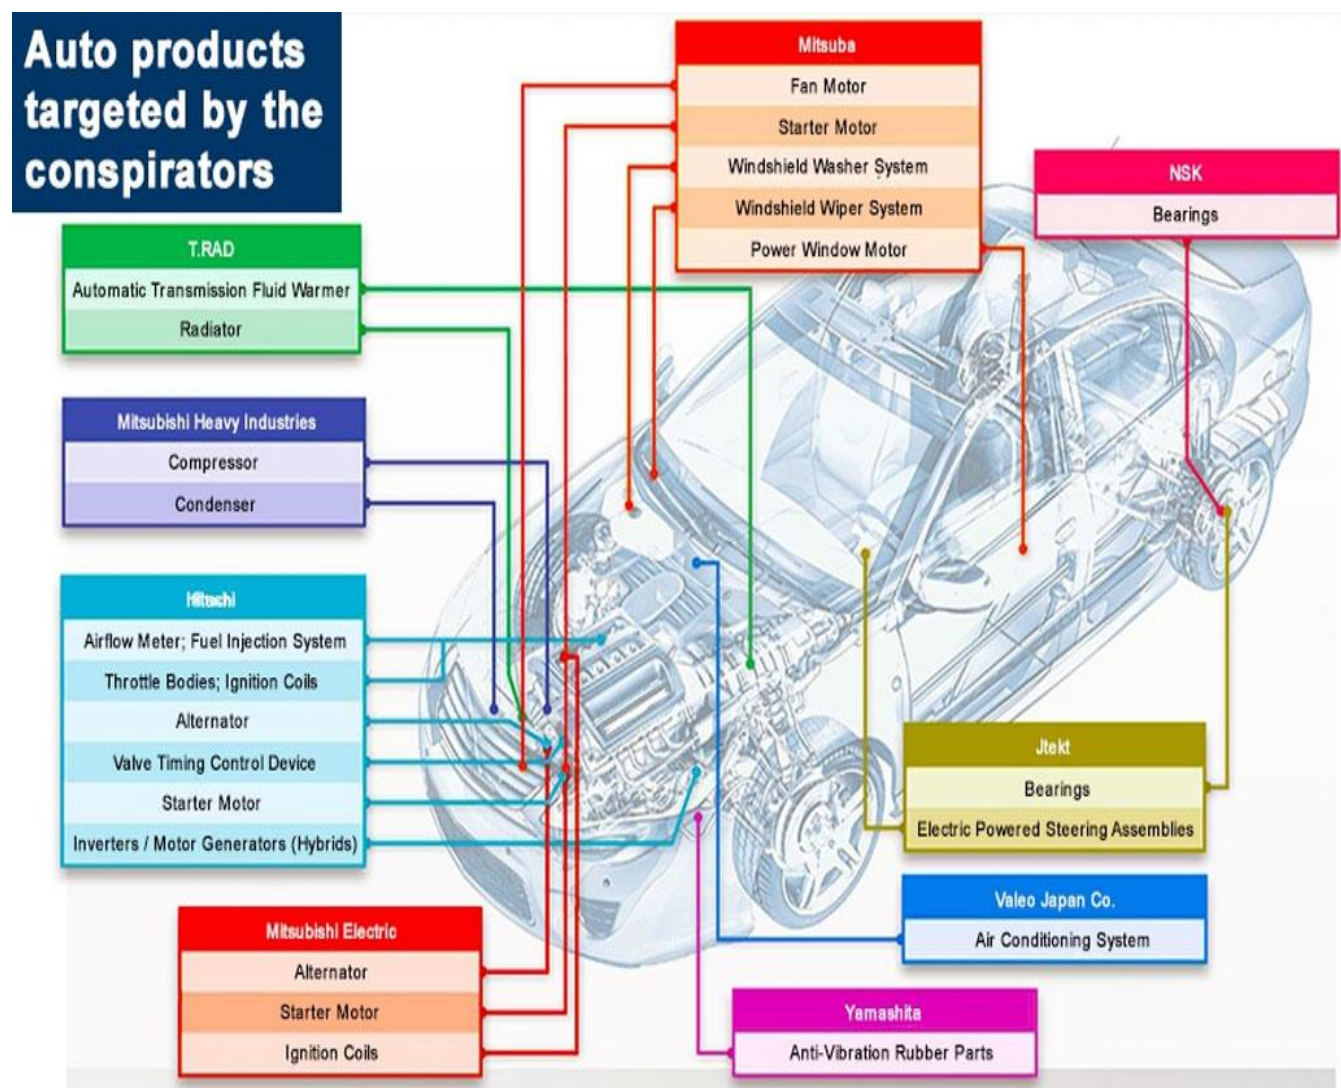 Auto products
targeted by the
conspirators
Mitsuba
Fan Motor
Starter Motor
Windshield Washer System
Windshield Wiper System
Power Window Motor
NSK
Bearings
T.RAD
Automatic Transmission Fluid Warmer
Radiator
Mitsubishi Heavy Industries
Compressor
Condenser
Hitachi
Airflow Meter; Fuel Injection System
Throttle Bodies; Ignition Coils
Alternator
Valve Timing Control Device
Starter Motor
Inverters / Motor Generators (Hybrids)
Jtekt
Bearings
Electric Powered Steering Assemblies
Valeo Japan Co.
Air Conditioning System
Mitsubishi Electric
Alternator
Starter Motor
Ignition Coils
Yamashita
Anti-Vibration Rubber Parts